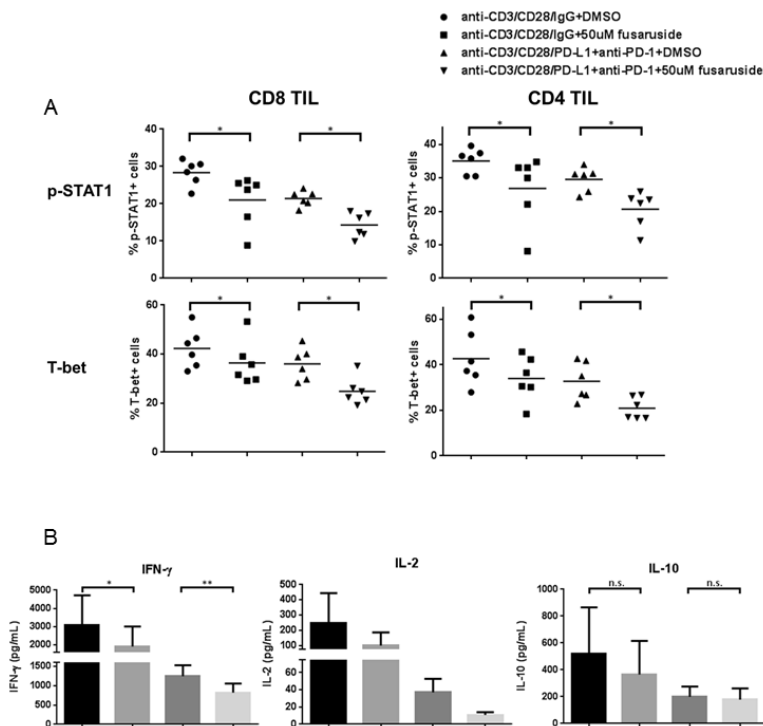 anti-CD3/CD28/IgG+DMSO
anti-CD3/CD28/IgG+50uM fusaruside
anti-CD3/CD28/PD-L1+anti-PD-1+DMSO
anti-CD3/CD28/PD-L1+anti-PD-1+50uM fusaruside
A
CD8 TIL
CD4 TIL
p-STAT1
% p-STAT1+ cells
40
30
20
10
0
*
*
% p-STAT1+ cells
40
30
20
10
0
*
*
T-bet
% T-bet+ cells
60
40
20
0
*
*
% T-bet+ cells
60
40
20
0
*
*
B
IFN-γ
IFN-γ (pg/mL)
5000
4000
3000
2000
1500
1000
500
0
*
**
IL-2
IL-2 (pg/mL)
500
400
300
200
100
80
60
40
20
0
IL-10
IL-10 (pg/mL)
1000
800
600
400
200
0
n.s.
n.s.